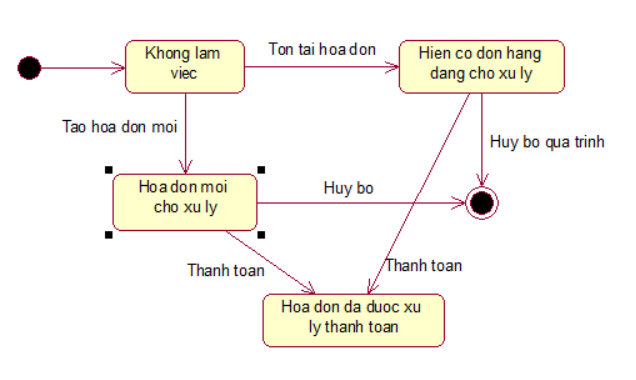 Khong lam
viec
Ton tai hoa don
Hien co don hang
dang cho xu ly
Tao hoa don moi
Huy bo qua trinh
Hoa don moi
cho xu ly
Huy bo
Thanh toan
Thanh toan
Hoa don da duoc xu
ly thanh toan